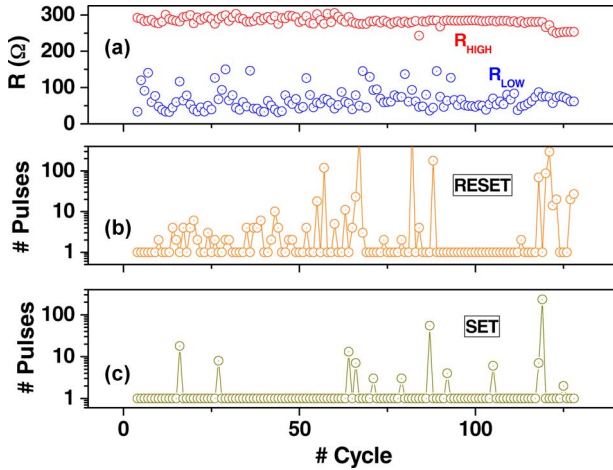 300
200
100
0
R (Ω)
(a)
R_HIGH
R_LOW
100
10
1
# Pulses
(b)
RESET
100
10
1
# Pulses
(c)
SET
0
50
100
# Cycle